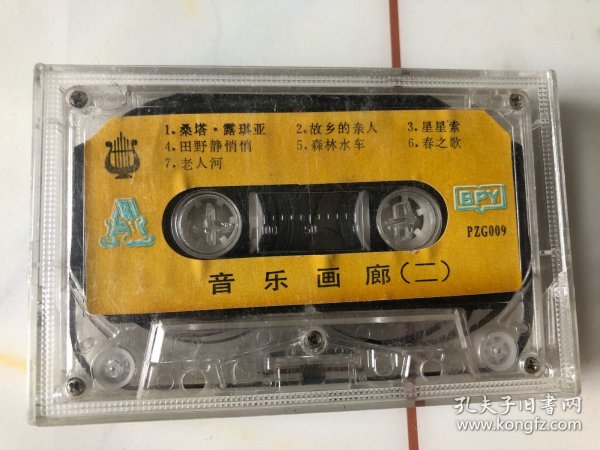 1。桑塔·露琪亚 2。故乡的亲人 3。星星索
4。田野静悄悄 5。森林水车 6。春之歌
7。老人河
A
BPY
PZG009
音乐画廊(二)
孔夫子旧书网
www.kongfz.com